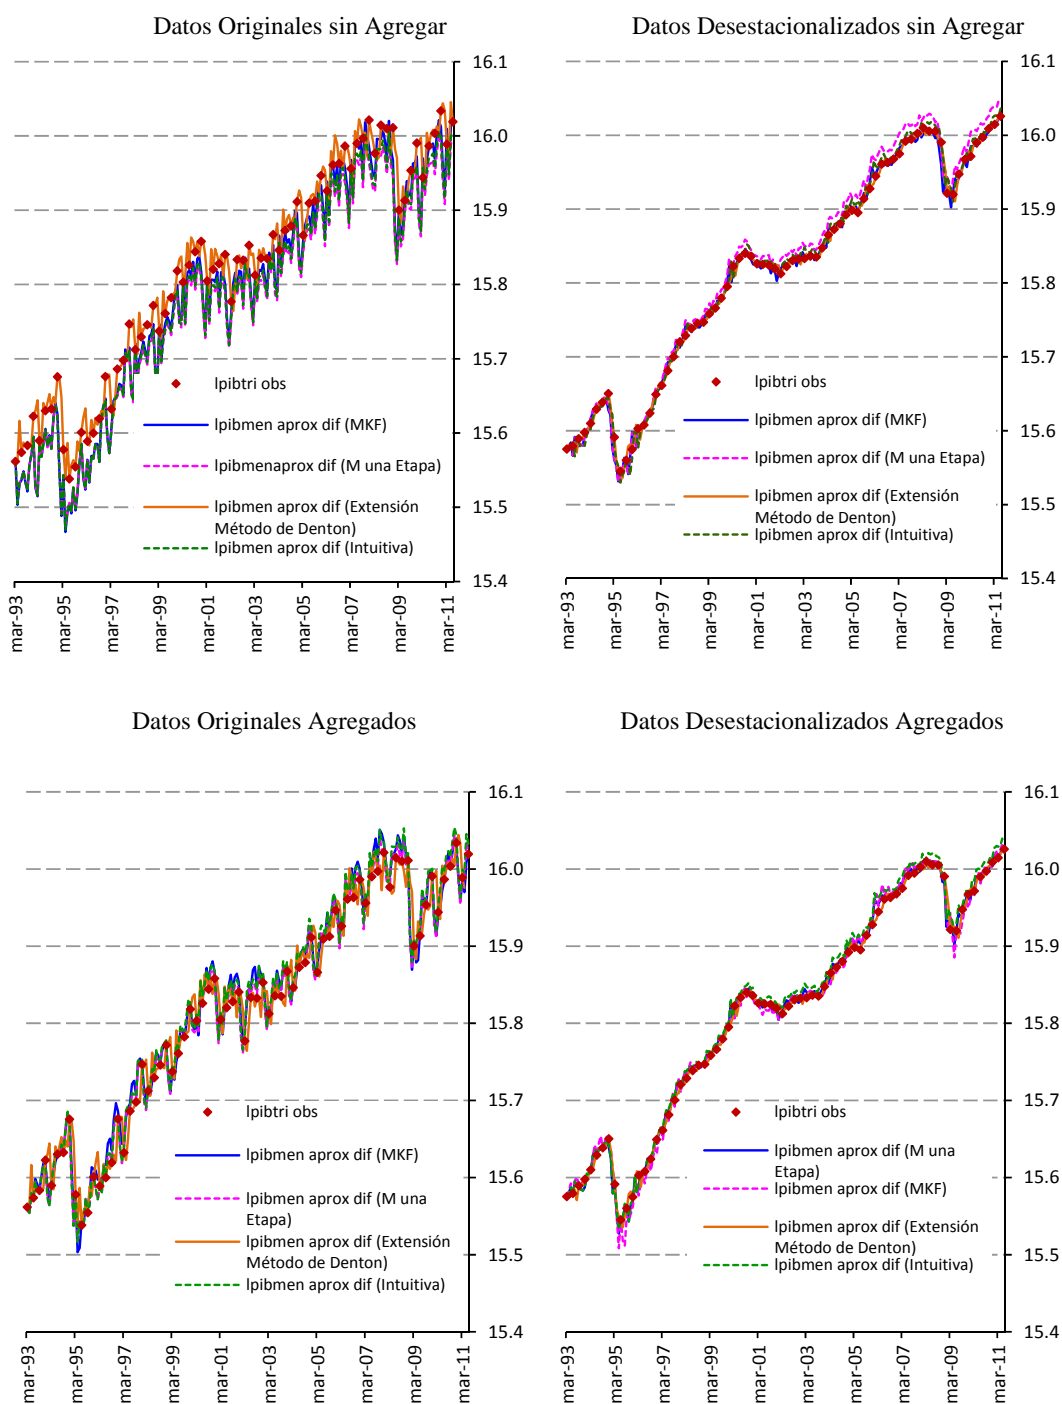 Datos Originales sin Agregar
16.1
16.0
15.9
15.8
15.7
15.6
15.5
15.4
lpibtri obs
lpibmen aprox dif (MKF)
lpibmenaprox dif (M una Etapa)
lpibmen aprox dif (Extensión
Método de Denton)
lpibmen aprox dif (Intuitiva)
mar-93
mar-95
mar-97
mar-99
mar-01
mar-03
mar-05
mar-07
mar-09
mar-11
Datos Desestacionalizados sin Agregar
16.1
16.0
15.9
15.8
15.7
15.6
15.5
15.4
lpibtri obs
lpibmen aprox dif (MKF)
lpibmen aprox dif (M una Etapa)
lpibmen aprox dif (Extensión
Método de Denton)
lpibmen aprox dif (Intuitiva)
mar-93
mar-95
mar-97
mar-99
mar-01
mar-03
mar-05
mar-07
mar-09
mar-11
Datos Originales Agregados
16.1
16.0
15.9
15.8
15.7
15.6
15.5
15.4
lpibtri obs
lpibmen aprox dif (MKF)
lpibmen aprox dif (M una
Etapa)
lpibmen aprox dif (Extensión
Método de Denton)
lpibmen aprox dif (Intuitiva)
mar-93
mar-95
mar-97
mar-99
mar-01
mar-03
mar-05
mar-07
mar-09
mar-11
Datos Desestacionalizados Agregados
16.1
16.0
15.9
15.8
15.7
15.6
15.5
15.4
lpibtri obs
lpibmen aprox dif (M una
Etapa)
lpibmen aprox dif (MKF)
lpibmen aprox dif (Extensión
Método de Denton)
lpibmen aprox dif (Intuitiva)
mar-93
mar-95
mar-97
mar-99
mar-01
mar-03
mar-05
mar-07
mar-09
mar-11